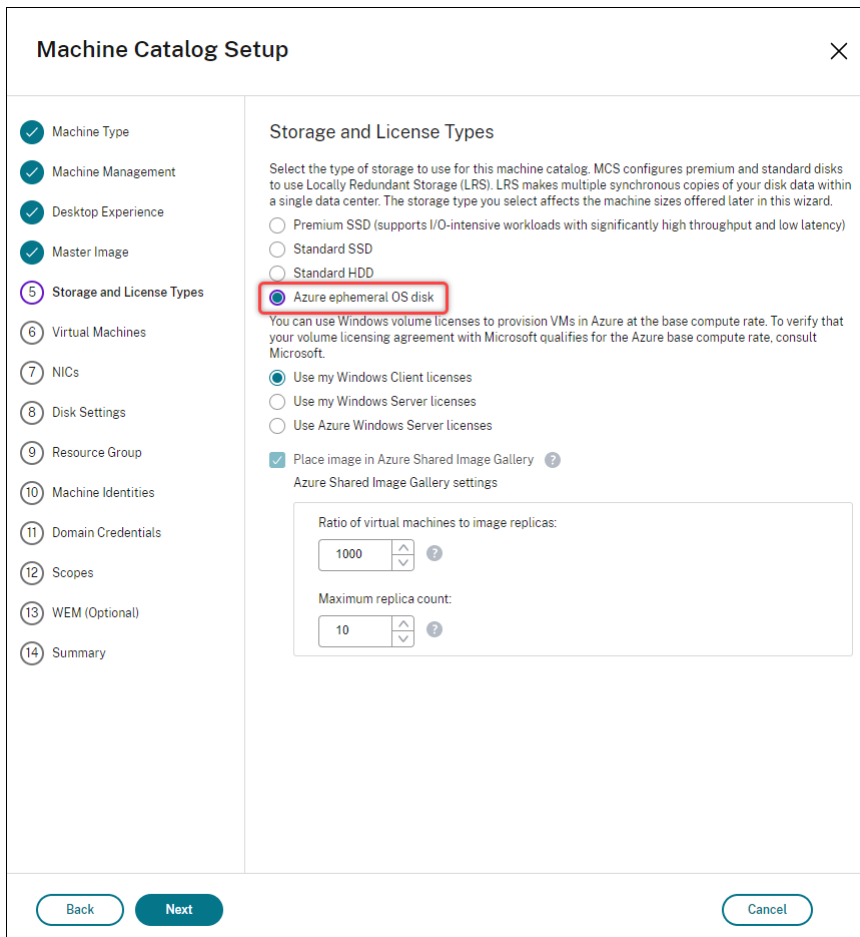 Machine Catalog Setup
Machine Type
Machine Management
Desktop Experience
Master Image
5 Storage and License Types
6 Virtual Machines
7 NICs
8 Disk Settings
9 Resource Group
10 Machine Identities
11 Domain Credentials
12 Scopes
13 WEM (Optional)
14 Summary
Storage and License Types
Select the type of storage to use for this machine catalog. MCS configures premium and standard disks
to use Locally Redundant Storage (LRS). LRS makes multiple synchronous copies of your disk data within
a single data center. The storage type you select affects the machine sizes offered later in this wizard.
Premium SSD (supports I/O-intensive workloads with significantly high throughput and low latency)
Standard SSD
Standard HDD
Azure ephemeral OS disk
You can use Windows volume licenses to provision VMs in Azure at the base compute rate. To verify that
your volume licensing agreement with Microsoft qualifies for the Azure base compute rate, consult
Microsoft.
Use my Windows Client licenses
Use my Windows Server licenses
Use Azure Windows Server licenses
Place image in Azure Shared Image Gallery ?
Azure Shared Image Gallery settings
Ratio of virtual machines to image replicas:
1000 ?
Maximum replica count:
10 ?
Back Next Cancel